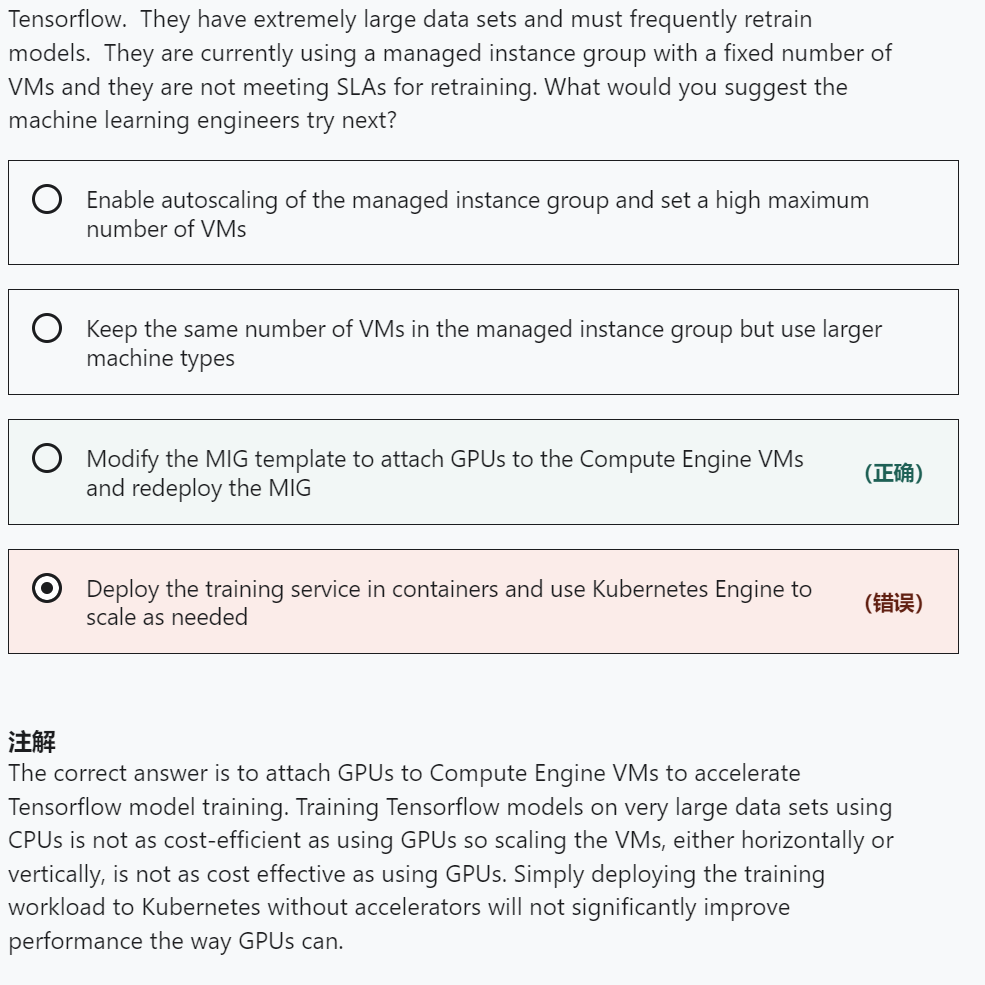 Tensorflow.  They have extremely large data sets and must frequently retrain
models.  They are currently using a managed instance group with a fixed number of
VMs and they are not meeting SLAs for retraining. What would you suggest the
machine learning engineers try next?
Enable autoscaling of the managed instance group and set a high maximum
number of VMs
Keep the same number of VMs in the managed instance group but use larger
machine types
Modify the MIG template to attach GPUs to the Compute Engine VMs
and redeploy the MIG
(正确)
Deploy the training service in containers and use Kubernetes Engine to
scale as needed
(错误)
注解
The correct answer is to attach GPUs to Compute Engine VMs to accelerate
Tensorflow model training. Training Tensorflow models on very large data sets using
CPUs is not as cost-efficient as using GPUs so scaling the VMs, either horizontally or
vertically, is not as cost effective as using GPUs. Simply deploying the training
workload to Kubernetes without accelerators will not significantly improve
performance the way GPUs can.